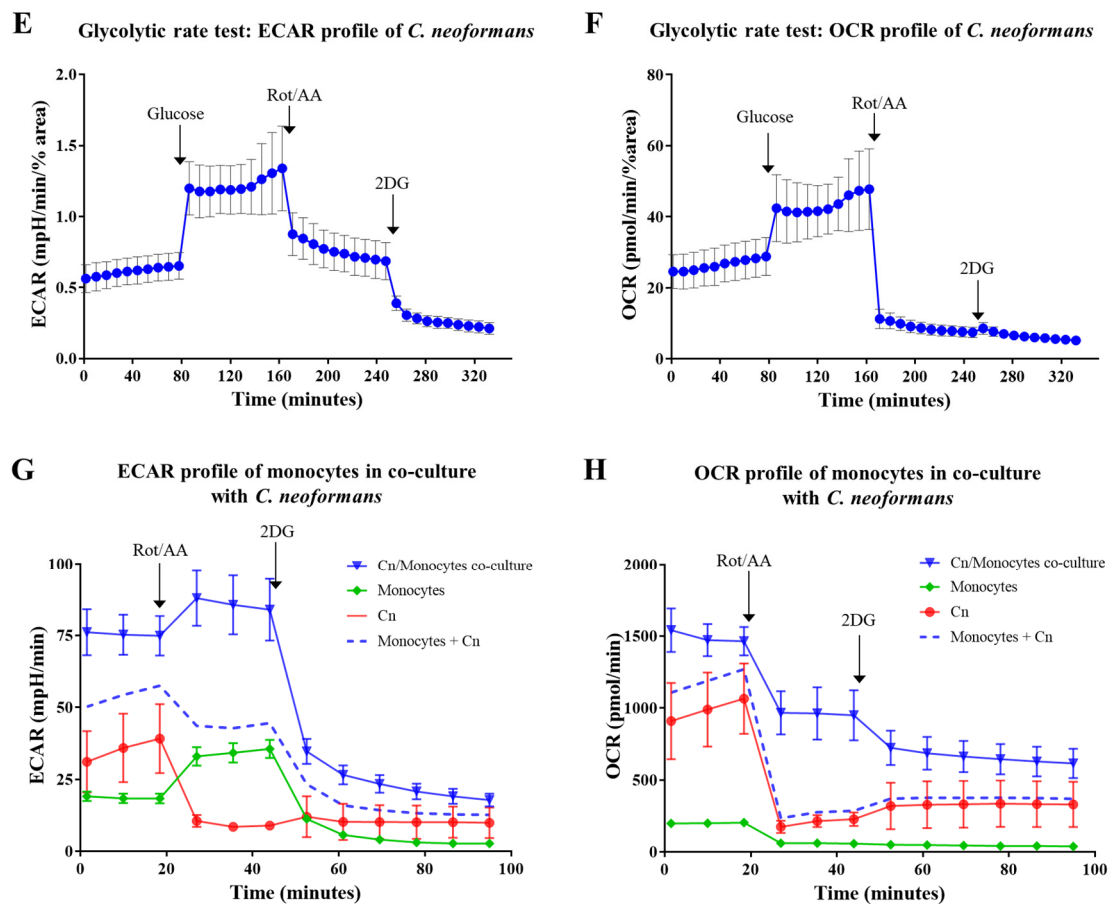 E
Glycolytic rate test: ECAR profile of C. neoformans
2.0
1.5
1.0
0.5
0.0
ECAR (mpH/min/% area)
Glucose
Rot/AA
2DG
0 40 80 120 160 200 240 280 320
Time (minutes)
F
Glycolytic rate test: OCR profile of C. neoformans
80
60
40
20
0
OCR (pmol/min/%area)
Glucose
Rot/AA
2DG
0 40 80 120 160 200 240 280 320
Time (minutes)
G
ECAR profile of monocytes in co-culture
with C. neoformans
100
75
50
25
0
ECAR (mpH/min)
Rot/AA
2DG
Cn/Monocytes co-culture
Monocytes
Cn
Monocytes + Cn
0 20 40 60 80 100
Time (minutes)
H
OCR profile of monocytes in co-culture
with C. neoformans
2000
1500
1000
500
0
OCR (pmol/min)
Rot/AA
2DG
Cn/Monocytes co-culture
Monocytes
Cn
Monocytes + Cn
0 20 40 60 80 100
Time (minutes)